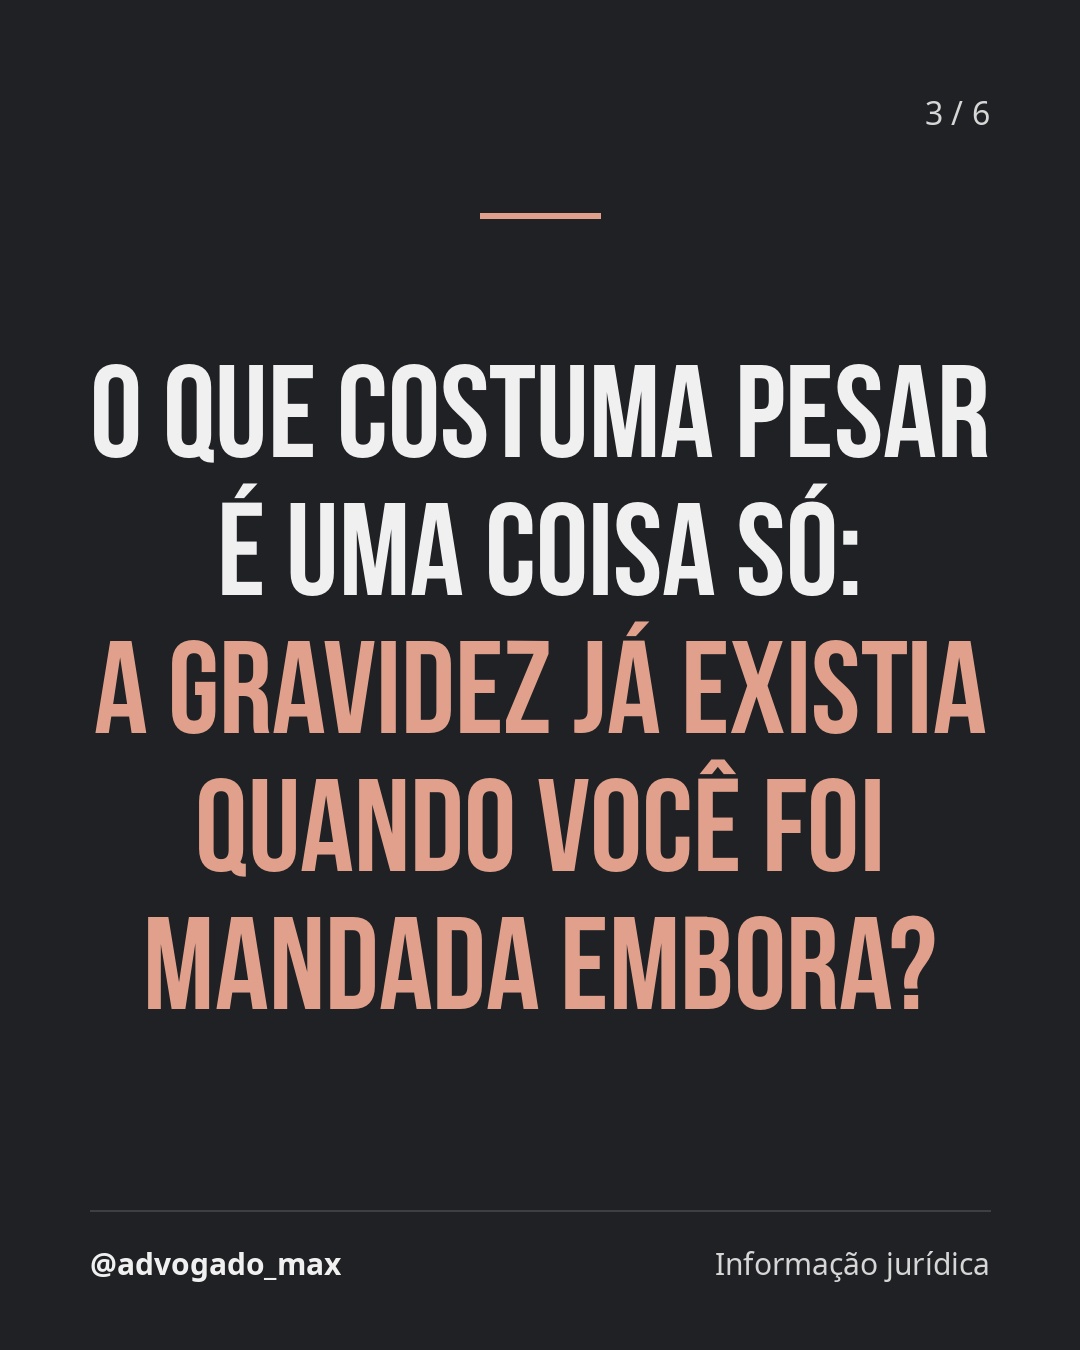 3 / 6
O QUE COSTUMA PESAR
É UMA COISA SÓ:
A GRAVIDEZ JÁ EXISTIA
QUANDO VOCÊ FOI
MANDADA EMBORA?
@advogado_max
Informação jurídica